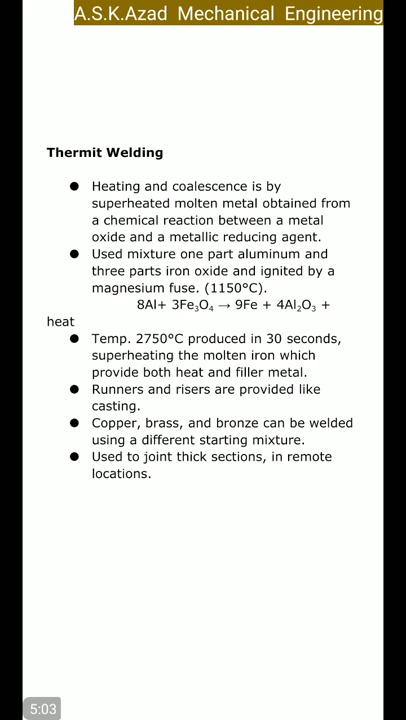 A.S.K.Azad Mechanical Engineering
Thermit Welding
● Heating and coalescence is by
superheated molten metal obtained from
a chemical reaction between a metal
oxide and a metallic reducing agent.
● Used mixture one part aluminum and
three parts iron oxide and ignited by a
magnesium fuse. (1150°C).
8Al+ 3Fe₃O₄ → 9Fe + 4Al₂O₃ +
heat
● Temp. 2750°C produced in 30 seconds,
superheating the molten iron which
provide both heat and filler metal.
● Runners and risers are provided like
casting.
● Copper, brass, and bronze can be welded
using a different starting mixture.
● Used to joint thick sections, in remote
locations.
5:03